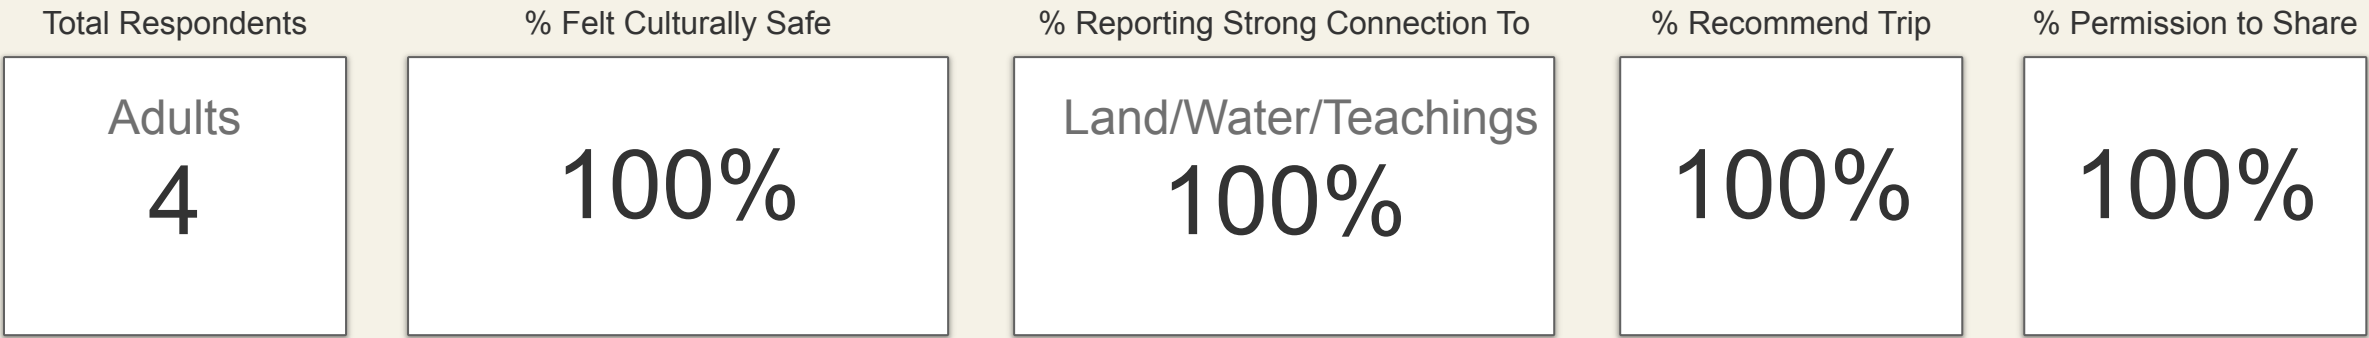 Total Respondents
Adults
4
% Felt Culturally Safe
100%
% Reporting Strong Connection To
Land/Water/Teachings
100%
% Recommend Trip
100%
% Permission to Share
100%